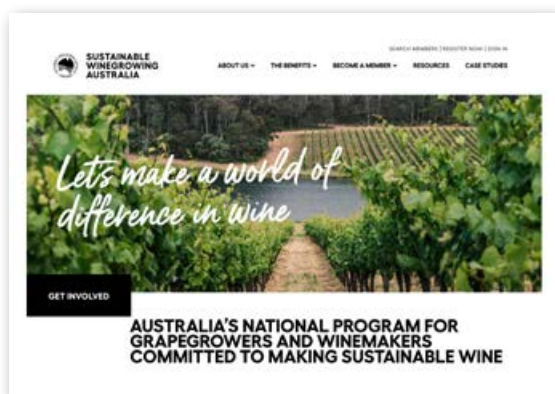 SEARCH MEMBERS | REGISTER NOW | SIGN IN
SUSTAINABLE
WINEGROWING
AUSTRALIA
ABOUT US THE BENEFITS BECOME A MEMBER RESOURCES CASE STUDIES
Let's make a world of
difference in wine
GET INVOLVED
AUSTRALIA'S NATIONAL PROGRAM FOR
GRAPEGROWERS AND WINEMAKERS
COMMITTED TO MAKING SUSTAINABLE WINE